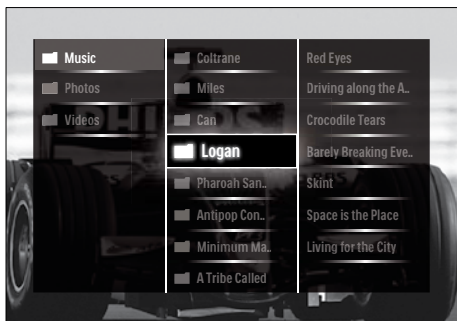 Music
Photos
Videos
Coltrane
Miles
Can
Logan
Pharoah San..
Antipop Con..
Minimum Ma..
A Tribe Called
Red Eyes
Driving along the A..
Crocodile Tears
Barely Breaking Eve..
Skint
Space is the Place
Living for the City